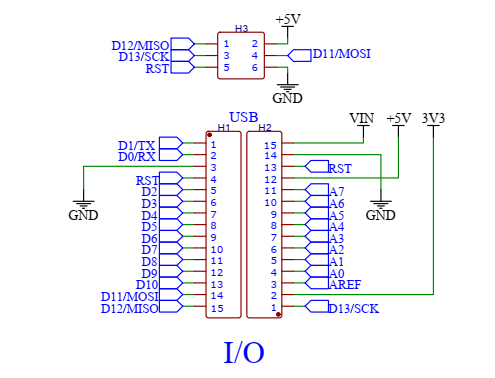 H3
+5V
D12/MISO 1 2
D13/SCK 3 4 D11/MOSI
RST 5 6
GND
USB
H1 H2
VIN +5V 3V3
D1/TX 1 15
D0/RX 2 14
3 13 RST
RST 4 12
D2 5 11 A7
D3 6 10 A6
D4 7 9 A5
D5 8 8 A4
D6 9 7 A3
D7 10 6 A2
D8 11 5 A1
D9 12 4 A0
D10 13 3 AREF
D11/MOSI 14 2
D12/MISO 15 1 D13/SCK
GND
GND
I/O